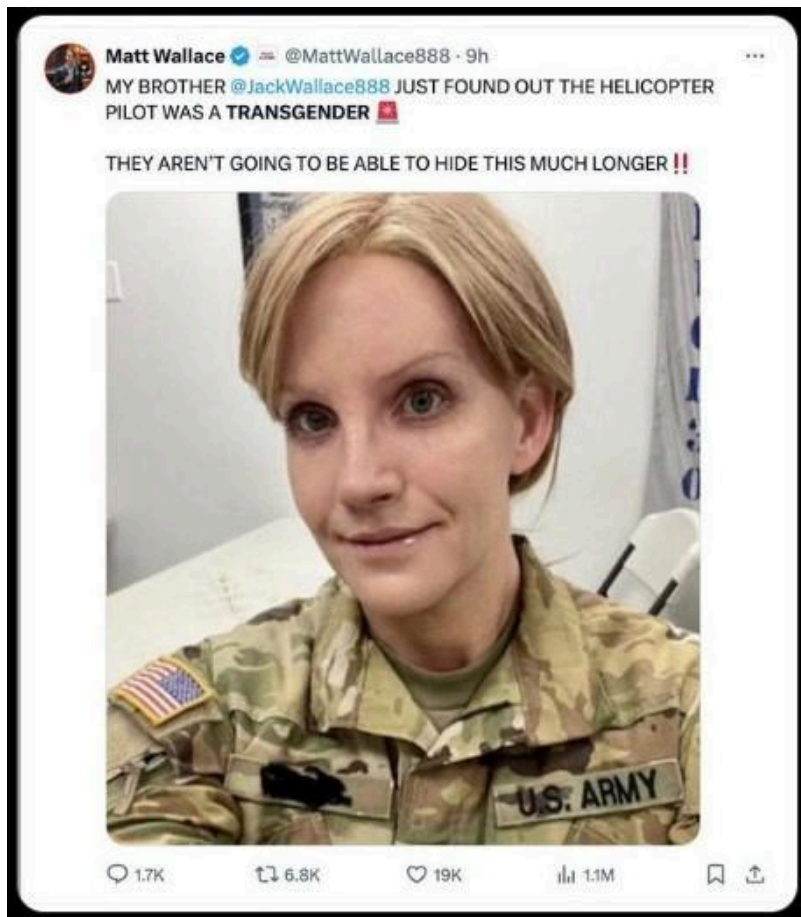 Matt Wallace @MattWallace888 · 9h
MY BROTHER @JackWallace888 JUST FOUND OUT THE HELICOPTER
PILOT WAS A TRANSGENDER 🚨
THEY AREN'T GOING TO BE ABLE TO HIDE THIS MUCH LONGER ‼️
U.S. ARMY
1.7K 6.8K 19K 1.1M